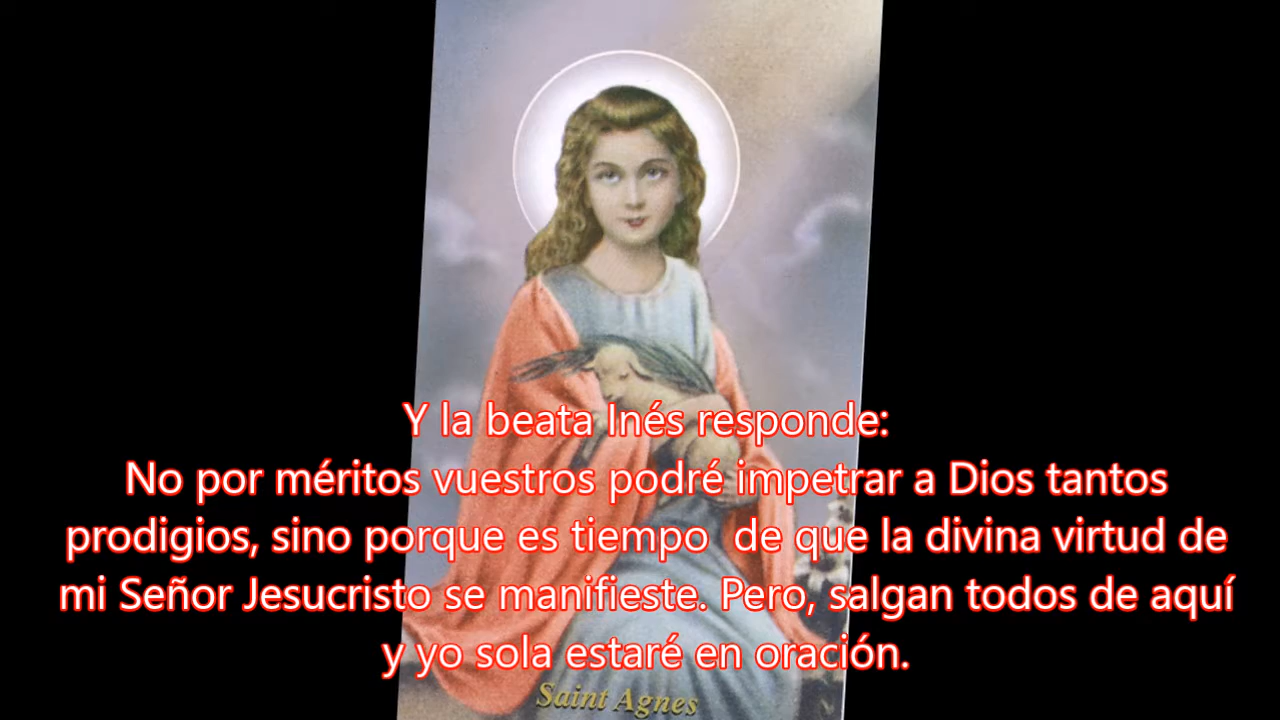 Y la beata Inés responde:
No por méritos vuestros podré impetrar a Dios tantos
prodigios, sino porque es tiempo  de que la divina virtud de
mi Señor Jesucristo se manifieste. Pero, salgan todos de aquí
y yo sola estaré en oración.
Saint Agnes